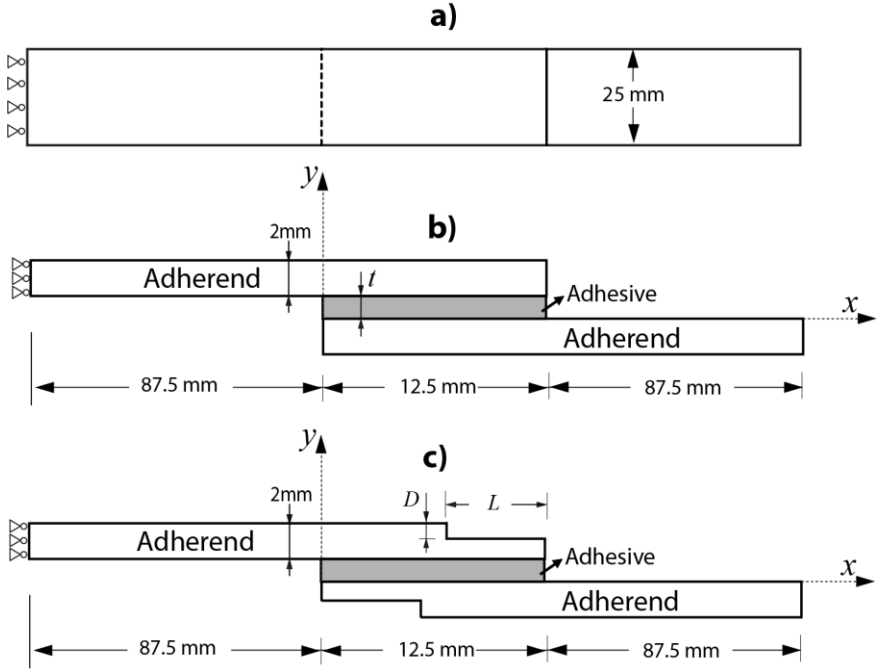 a)
25 mm
y
b)
2mm
Adherend
t
Adhesive
x
Adherend
87.5 mm
12.5 mm
87.5 mm
y
c)
D
L
2mm
Adherend
Adhesive
x
Adherend
87.5 mm
12.5 mm
87.5 mm